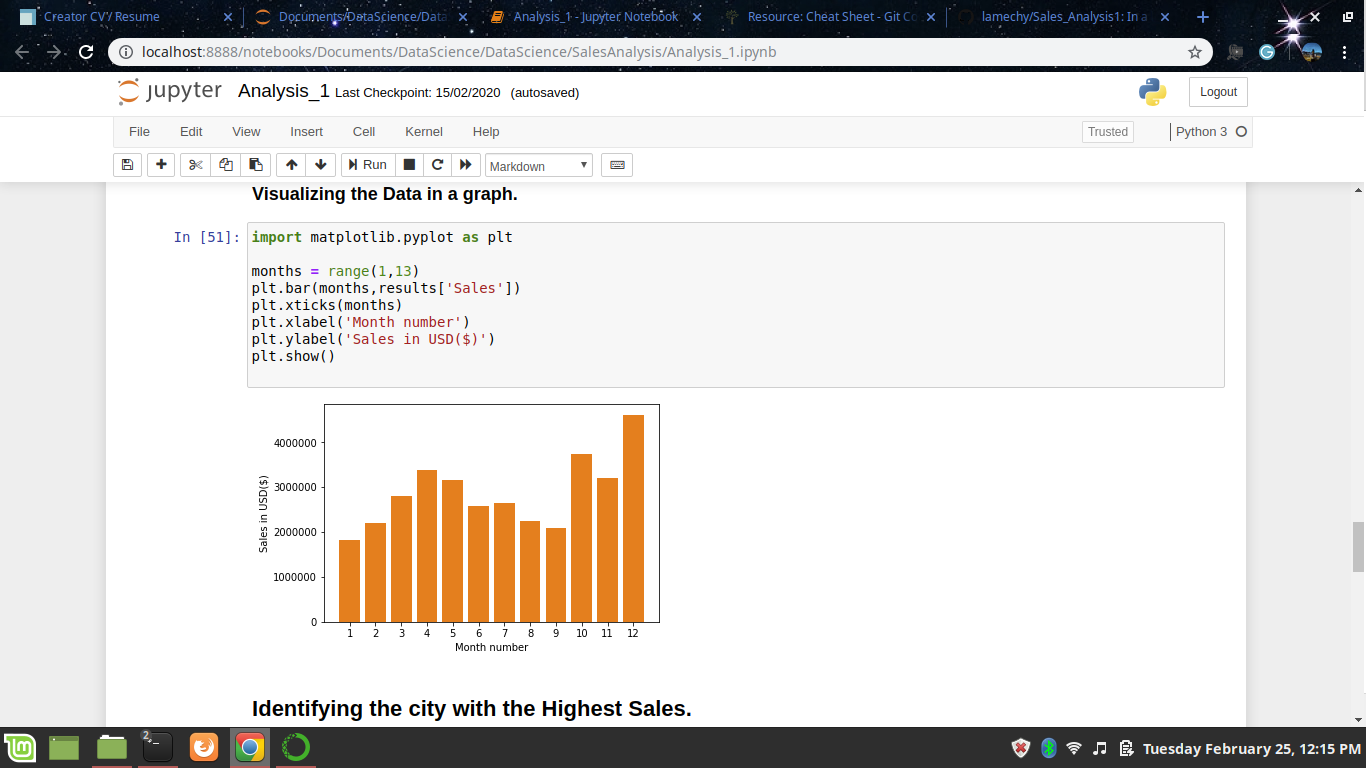 Creator CV'/ Resume
Documents/DataScience/Data
Analysis_1 - Jupyter Notebook
Resource: Cheat Sheet - Git Co
lamechy/Sales_Analysis1: In a
localhost:8888/notebooks/Documents/DataScience/DataScience/SalesAnalysis/Analysis_1.ipynb
jupyter Analysis_1 Last Checkpoint: 15/02/2020 (autosaved)
Logout
File Edit View Insert Cell Kernel Help
Trusted
Python 3
Run
Markdown
Visualizing the Data in a graph.
In [51]:
import matplotlib.pyplot as plt
months = range(1,13)
plt.bar(months,results['Sales'])
plt.xticks(months)
plt.xlabel('Month number')
plt.ylabel('Sales in USD($)')
plt.show()
Sales in USD($)
4000000
3000000
2000000
1000000
0
1 2 3 4 5 6 7 8 9 10 11 12
Month number
Identifying the city with the Highest Sales.
2
Tuesday February 25, 12:15 PM